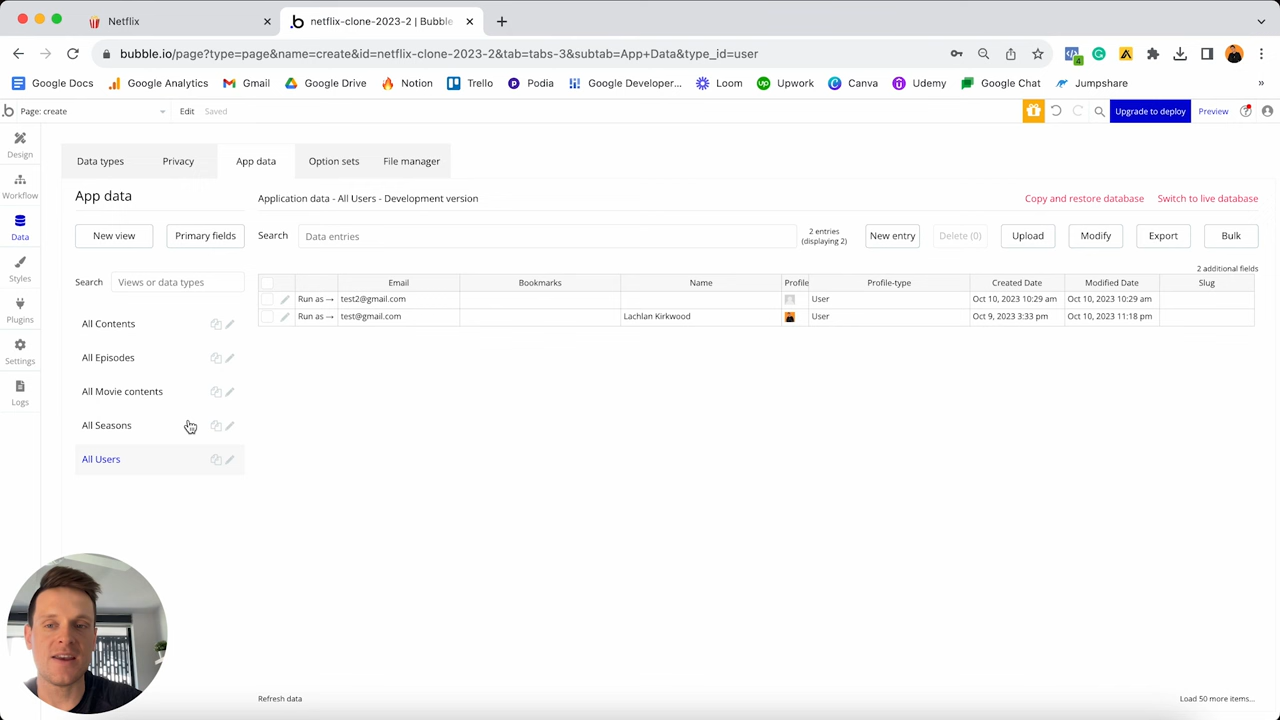 Netflix
netflix-clone-2023-2 | Bubble
bubble.io/page?type=page&name=create&id=netflix-clone-2023-2&tab=tabs-3&subtab=App+Data&type_id=user
4
Google Docs
Google Analytics
Gmail
Google Drive
Notion
Trello
Podia
Google Developer...
Loom
Upwork
Canva
Udemy
Google Chat
Jumpshare
»
b
Page: create
Edit
Saved
Upgrade to deploy
Preview
Design
Workflow
Data
Styles
Plugins
Settings
Logs
Data types
Privacy
App data
Option sets
File manager
App data
Application data - All Users - Development version
Copy and restore database
Switch to live database
New view
Primary fields
Search
Data entries
2 entries
(displaying 2)
New entry
Delete (0)
Upload
Modify
Export
Bulk
2 additional fields
Search
Views or data types
All Contents
All Episodes
All Movie contents
All Seasons
All Users
Email Bookmarks Name Profile Profile-type Created Date Modified Date Slug
Run as → test2@gmail.com User Oct 10, 2023 10:29 am Oct 10, 2023 10:29 am
Run as → test@gmail.com Lachlan Kirkwood User Oct 9, 2023 3:33 pm Oct 10, 2023 11:18 pm
Refresh data
Load 50 more items...